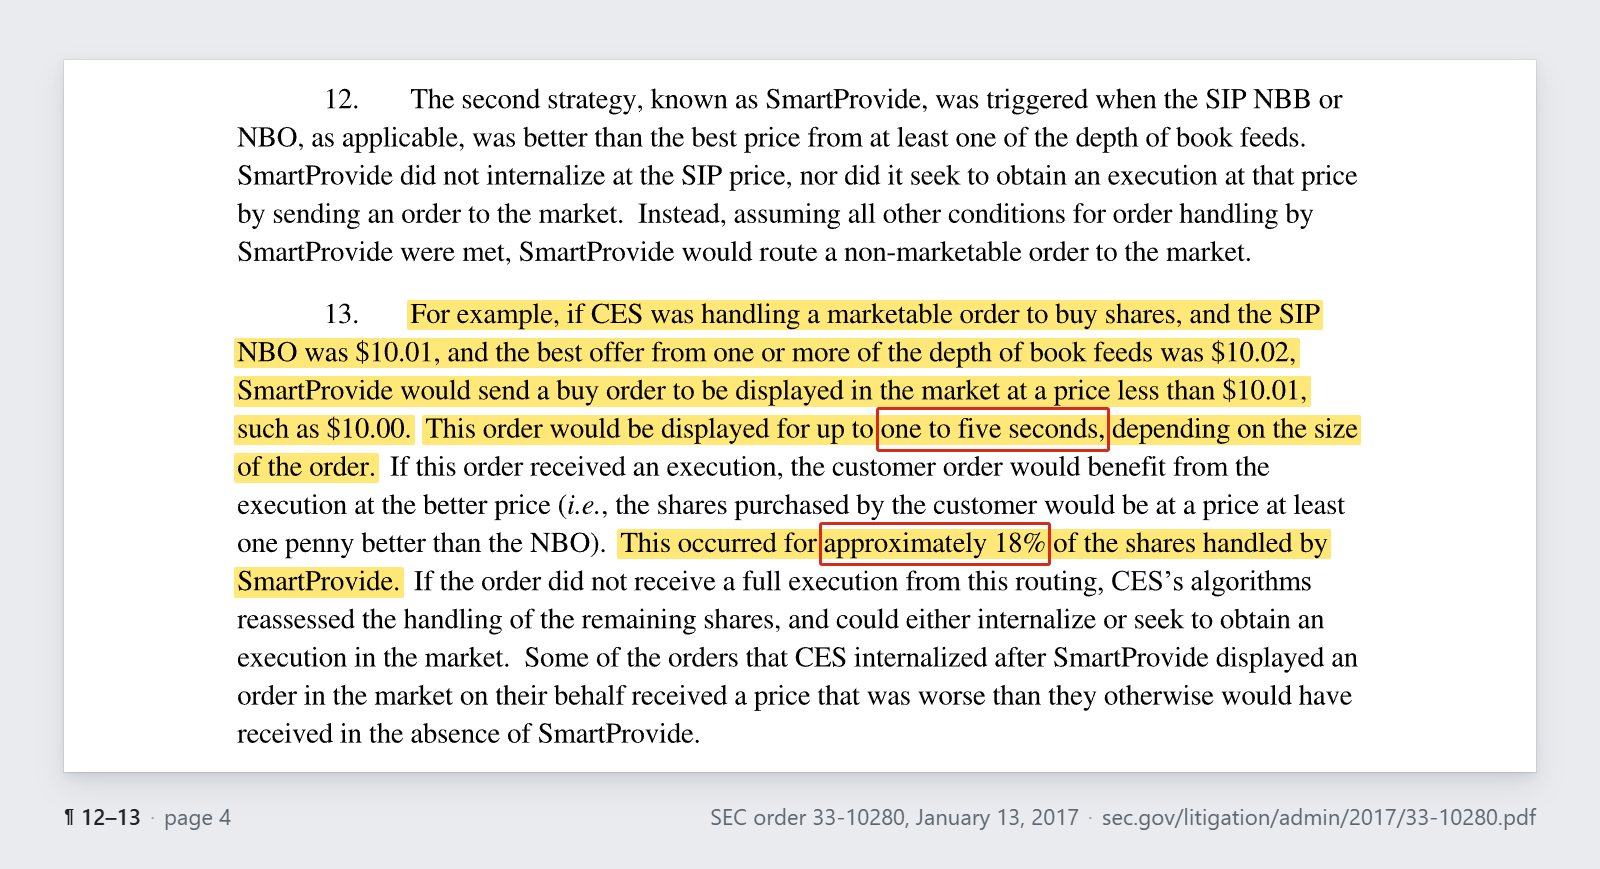 12. The second strategy, known as SmartProvide, was triggered when the SIP NBB or
NBO, as applicable, was better than the best price from at least one of the depth of book feeds.
SmartProvide did not internalize at the SIP price, nor did it seek to obtain an execution at that price
by sending an order to the market. Instead, assuming all other conditions for order handling by
SmartProvide were met, SmartProvide would route a non-marketable order to the market.
13. For example, if CES was handling a marketable order to buy shares, and the SIP
NBO was $10.01, and the best offer from one or more of the depth of book feeds was $10.02,
SmartProvide would send a buy order to be displayed in the market at a price less than $10.01,
such as $10.00. This order would be displayed for up to one to five seconds, depending on the size
of the order. If this order received an execution, the customer order would benefit from the
execution at the better price (i.e., the shares purchased by the customer would be at a price at least
one penny better than the NBO). This occurred for approximately 18% of the shares handled by
SmartProvide. If the order did not receive a full execution from this routing, CES’s algorithms
reassessed the handling of the remaining shares, and could either internalize or seek to obtain an
execution in the market. Some of the orders that CES internalized after SmartProvide displayed an
order in the market on their behalf received a price that was worse than they otherwise would have
received in the absence of SmartProvide.
¶ 12–13 · page 4
SEC order 33-10280, January 13, 2017 · sec.gov/litigation/admin/2017/33-10280.pdf